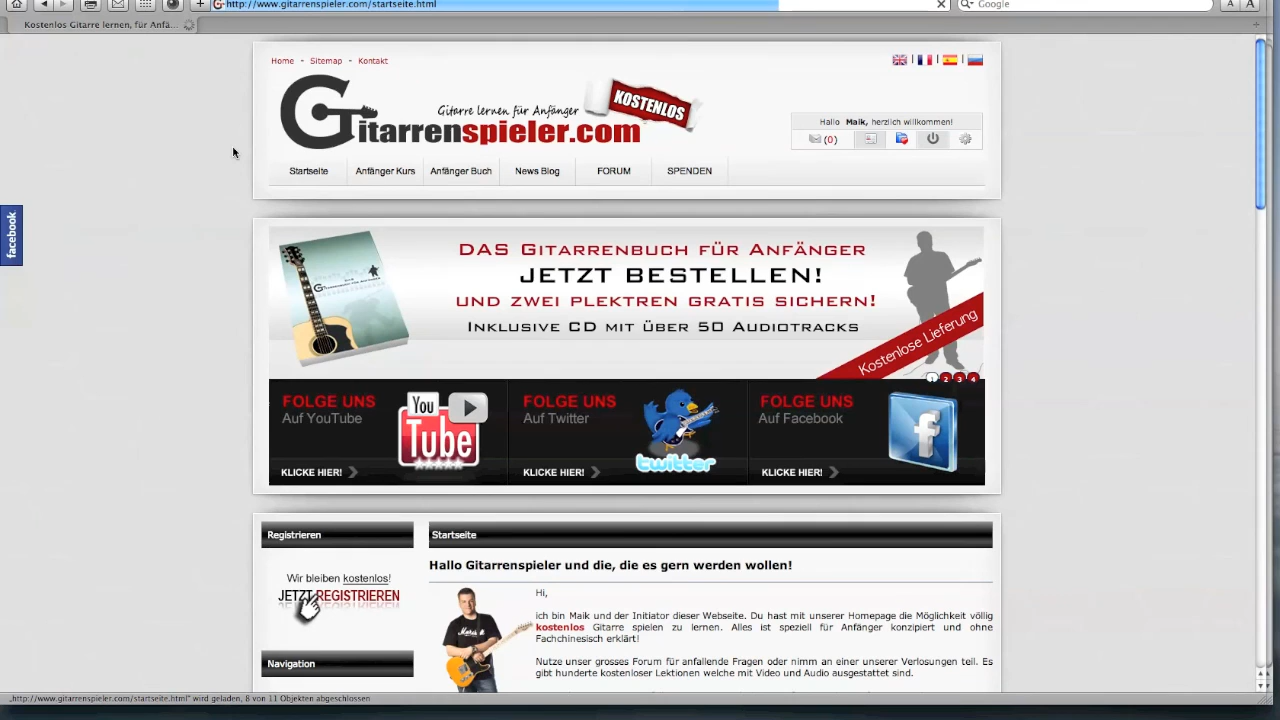 http://www.gitarrenspieler.com/startseite.html
Google
A A
Kostenlos Gitarre lernen, für Anfä...
Home - Sitemap - Kontakt
Gitarre lernen für Anfänger
KOSTENLOS
Gitarrenspieler.com
Hallo Maik, herzlich willkommen!
(0)
Startseite
Anfänger Kurs
Anfänger Buch
News Blog
FORUM
SPENDEN
facebook
DAS GITARRENBUCH FÜR ANFÄNGER
JETZT BESTELLEN!
UND ZWEI PLEKTREN GRATIS SICHERN!
INKLUSIVE CD MIT ÜBER 50 AUDIOTRACKS
Kostenlose Lieferung
1 2 3 4
FOLGE UNS
Auf YouTube
KLICKE HIER!
You
Tube
FOLGE UNS
Auf Twitter
KLICKE HIER!
twitter
FOLGE UNS
Auf Facebook
KLICKE HIER!
f
Registrieren
Wir bleiben kostenlos!
JETZT REGISTRIEREN
Navigation
Startseite
Hallo Gitarrenspieler und die, die es gern werden wollen!
Hi,
ich bin Maik und der Initiator dieser Webseite. Du hast mit unserer Homepage die Möglichkeit völlig
kostenlos Gitarre spielen zu lernen. Alles ist speziell für Anfänger konzipiert und ohne
Fachchinesisch erklärt!
Nutze unser grosses Forum für anfallende Fragen oder nimm an einer unserer Verlosungen teil. Es
gibt hunderte kostenloser Lektionen welche mit Video und Audio ausgestattet sind.
„http://www.gitarrenspieler.com/startseite.html" wird geladen, 8 von 11 Objekten abgeschlossen